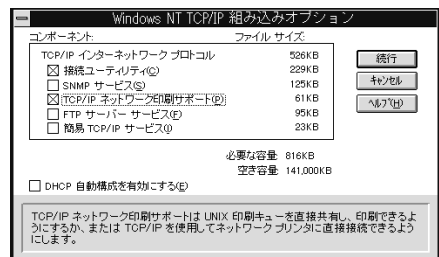 Windows NT TCP/IP 組み込みオプション
コンポーネント: ファイル サイズ:
TCP/IP インターネットワーク プロトコル 526KB
接続ユーティリティ(C) 229KB
SNMP サービス(S) 125KB
TCP/IP ネットワーク印刷サポート(P) 61KB
FTP サーバー サービス(F) 95KB
簡易 TCP/IP サービス(I) 23KB
続行
キャンセル
ヘルプ(H)
必要な容量: 816KB
空き容量: 141,000KB
DHCP 自動構成を有効にする(E)
TCP/IP ネットワーク印刷サポートは UNIX 印刷キューを直接共有し、印刷できるよ
うにするか、または TCP/IP を使用してネットワーク プリンタに直接接続できるよう
にします。